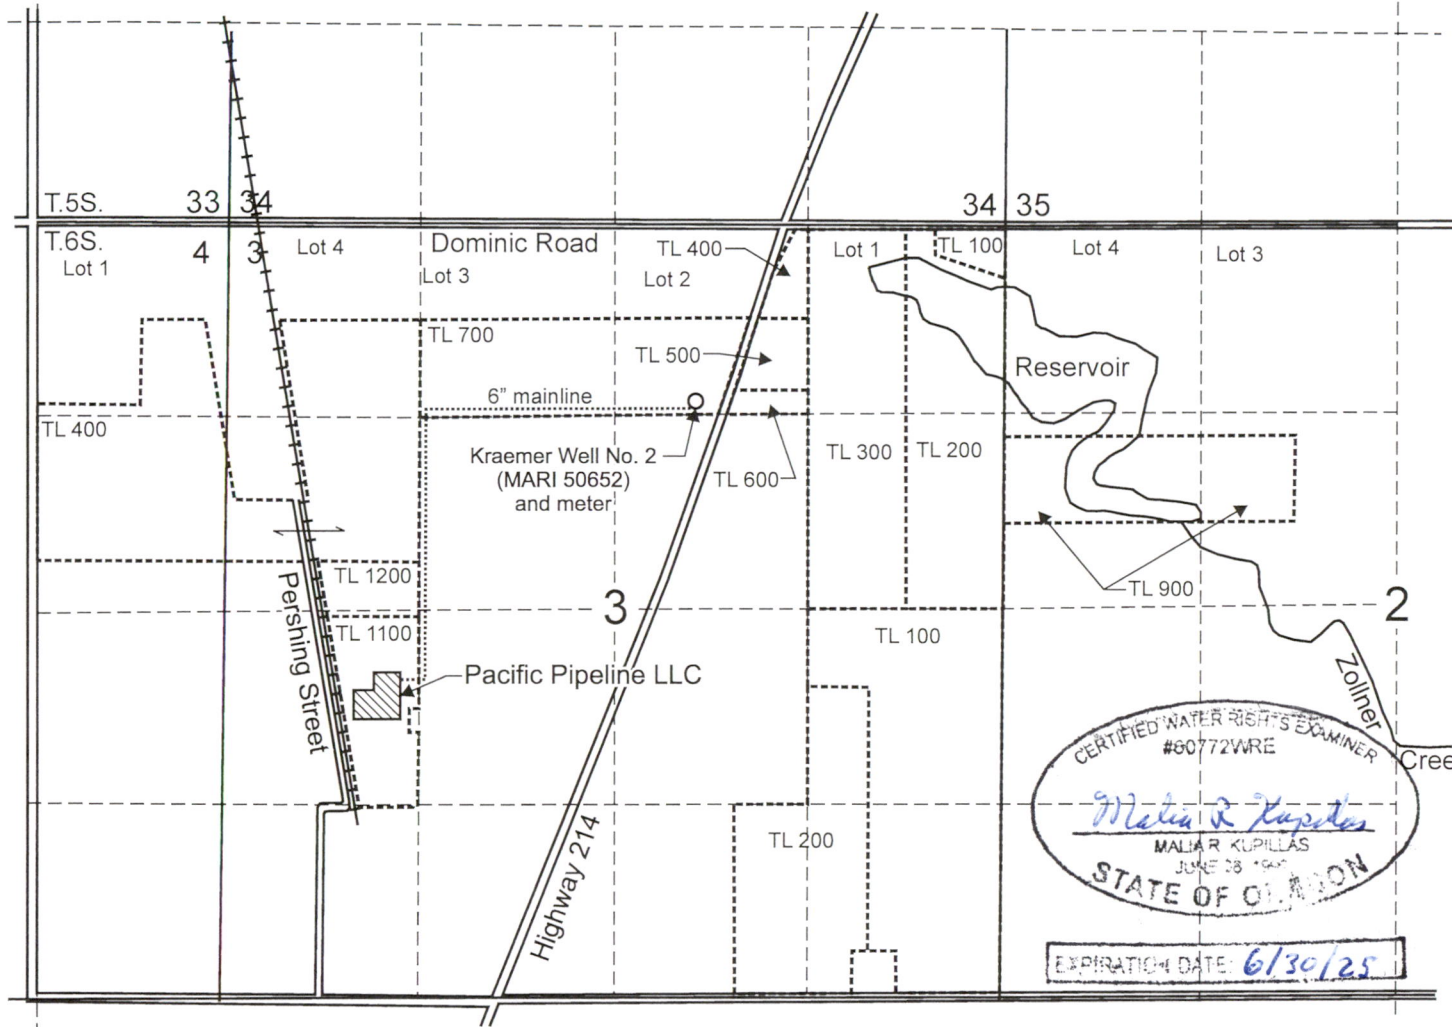 T.5S.
33
34
34
35
T.6S.
4
3
Lot 1
Lot 4
Dominic Road
Lot 3
TL 400
Lot 2
Lot 1
TL 100
Lot 4
Lot 3
TL 700
TL 500
Reservoir
6" mainline
TL 400
Kraemer Well No. 2
(MARI 50652)
and meter
TL 600
TL 300
TL 200
TL 1200
TL 900
Pershing Street
3
2
TL 1100
TL 100
Pacific Pipeline LLC
Zollner
Cree
TL 200
Highway 214
CERTIFIED WATER RIGHTS EXAMINER
#60772WRE
Malia R Kupillas
MALIA R. KUPILLAS
JUNE
STATE OF OREGON
EXPIRATION DATE: 6/30/25